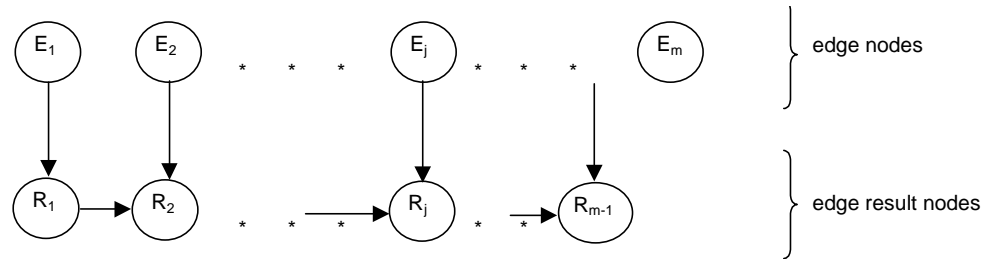 E₁ E₂ * * * Eⱼ * * * Eₘ edge nodes
R₁ R₂ * * * Rⱼ * * Rₘ₋₁ edge result nodes